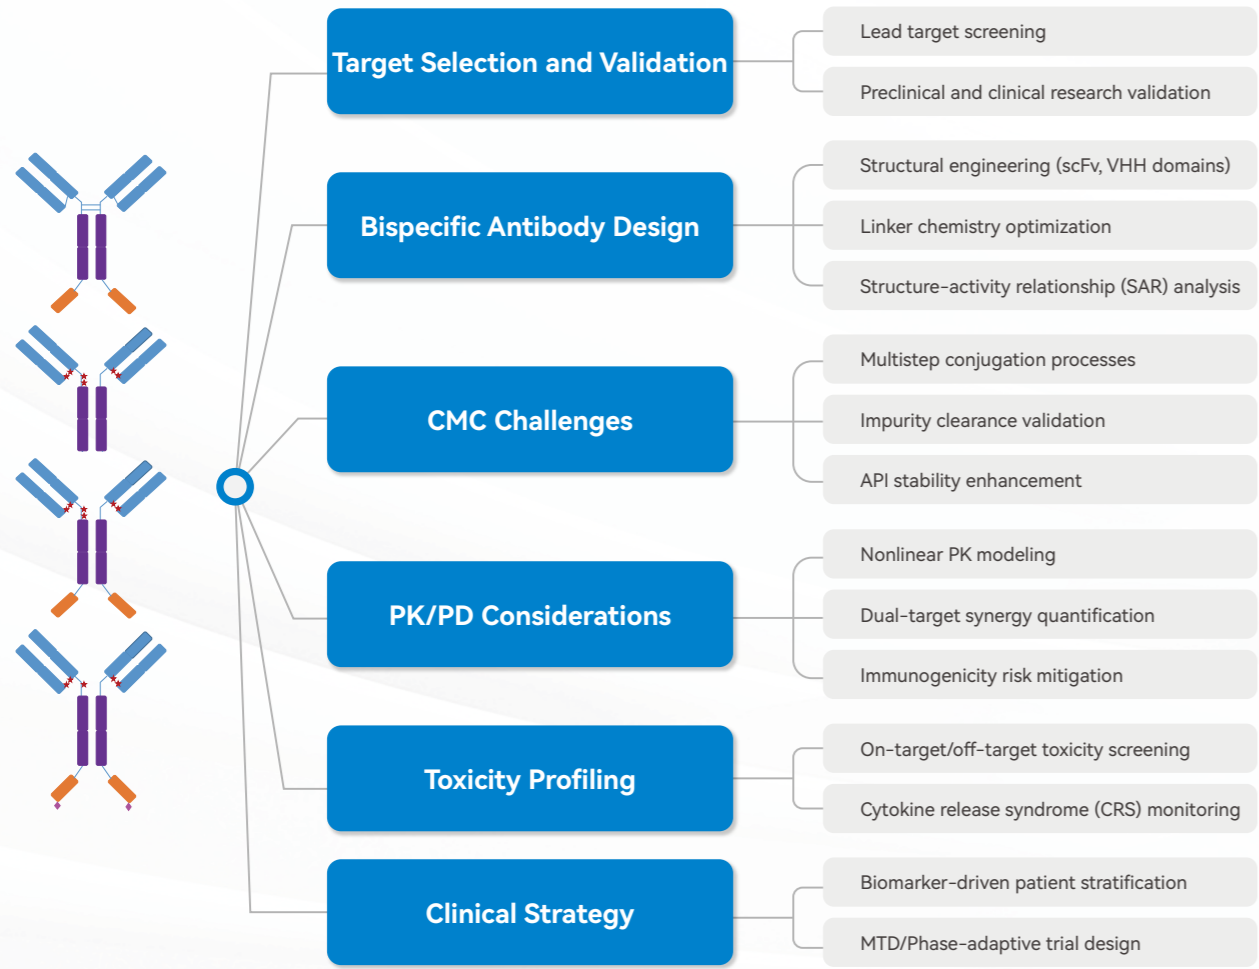 Target Selection and Validation
Lead target screening
Preclinical and clinical research validation
Bispecific Antibody Design
Structural engineering (scFv, VHH domains)
Linker chemistry optimization
Structure-activity relationship (SAR) analysis
CMC Challenges
Multistep conjugation processes
Impurity clearance validation
API stability enhancement
PK/PD Considerations
Nonlinear PK modeling
Dual-target synergy quantification
Immunogenicity risk mitigation
Toxicity Profiling
On-target/off-target toxicity screening
Cytokine release syndrome (CRS) monitoring
Clinical Strategy
Biomarker-driven patient stratification
MTD/Phase-adaptive trial design